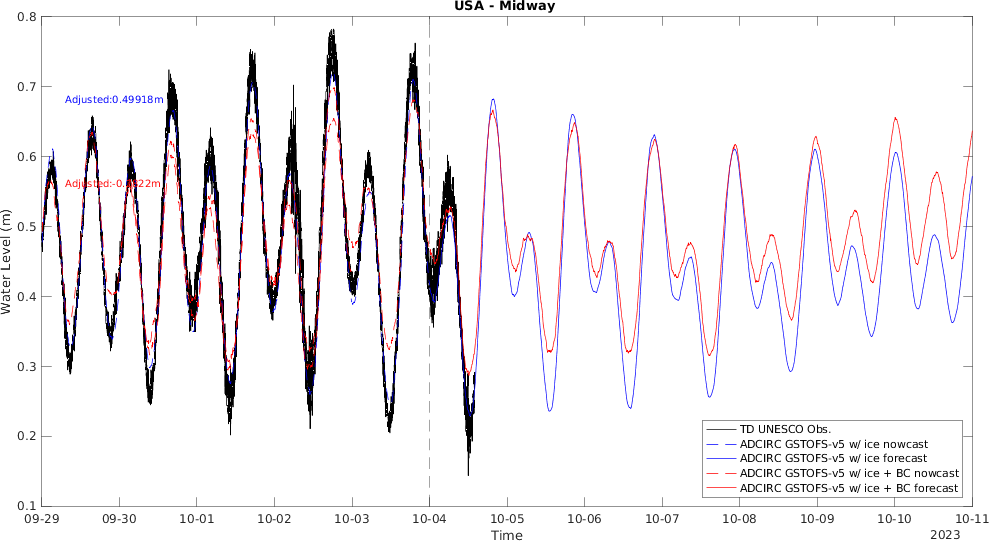 USA - Midway
0.8
0.7
0.6
0.5
0.4
0.3
0.2
0.1
Water Level (m)
Adjusted:0.49918m
09-29
09-30
10-01
10-02
10-03
10-04
10-05
10-06
10-07
10-08
10-09
10-10
10-11
Time
2023
TD UNESCO Obs.
ADCIRC GSTOFS-v5 w/ ice nowcast
ADCIRC GSTOFS-v5 w/ ice forecast
ADCIRC GSTOFS-v5 w/ ice + BC nowcast
ADCIRC GSTOFS-v5 w/ ice + BC forecast